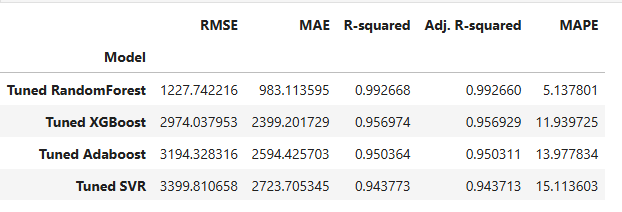 RMSE MAE R-squared Adj. R-squared MAPE
Model
Tuned RandomForest 1227.742216 983.113595 0.992668 0.992660 5.137801
Tuned XGBoost 2974.037953 2399.201729 0.956974 0.956929 11.939725
Tuned Adaboost 3194.328316 2594.425703 0.950364 0.950311 13.977834
Tuned SVR 3399.810658 2723.705345 0.943773 0.943713 15.113603